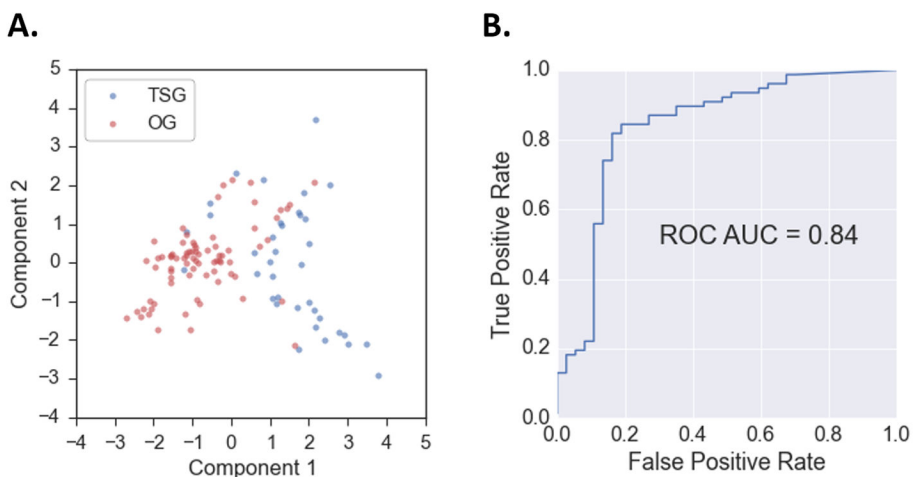 A.
B.
TSG
OG
5
4
3
2
1
0
−1
−2
−3
−4
Component 2
−4 −3 −2 −1 0 1 2 3 4 5
Component 1
1.0
0.8
0.6
0.4
0.2
0.0
True Positive Rate
ROC AUC = 0.84
0.0 0.2 0.4 0.6 0.8 1.0
False Positive Rate